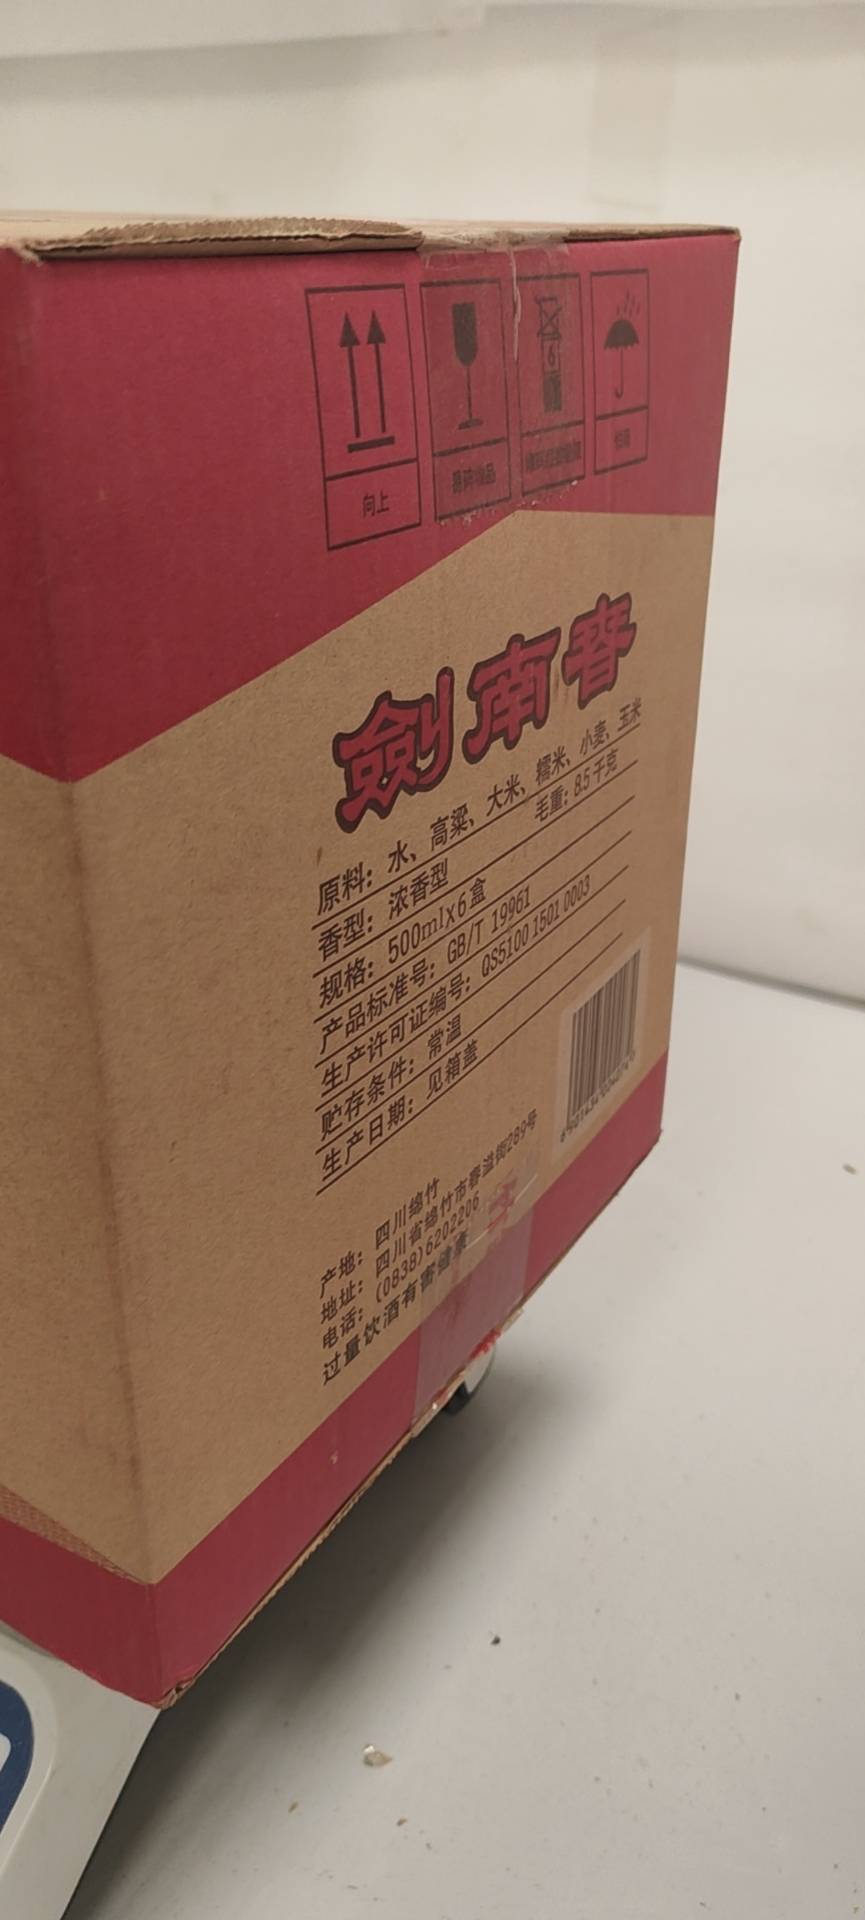 向上
易碎物品
6
怕雨
劍南春
原料：水、高粱、大米、糯米、小麦、玉米
香型：浓香型 毛重：8.5千克
规格：500ml×6盒
产品标准号：GB/T 19961
生产许可证编号：QS5100 1501 0003
贮存条件：常温
生产日期：见箱盖
产地：四川绵竹
地址：四川省绵竹市春溢街289号
电话：(0838)6202206
过量饮酒有害健康